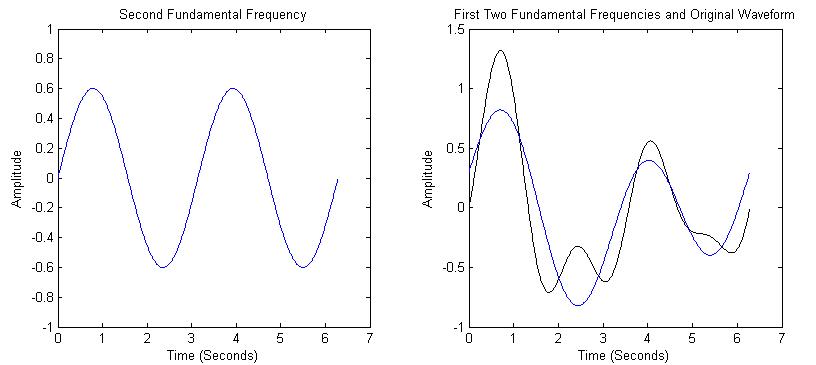 Second Fundamental Frequency
1
0.8
0.6
0.4
0.2
0
-0.2
-0.4
-0.6
-0.8
-1
Amplitude
0 1 2 3 4 5 6 7
Time (Seconds)
First Two Fundamental Frequencies and Original Waveform
1.5
1
0.5
0
-0.5
-1
Amplitude
0 1 2 3 4 5 6 7
Time (Seconds)